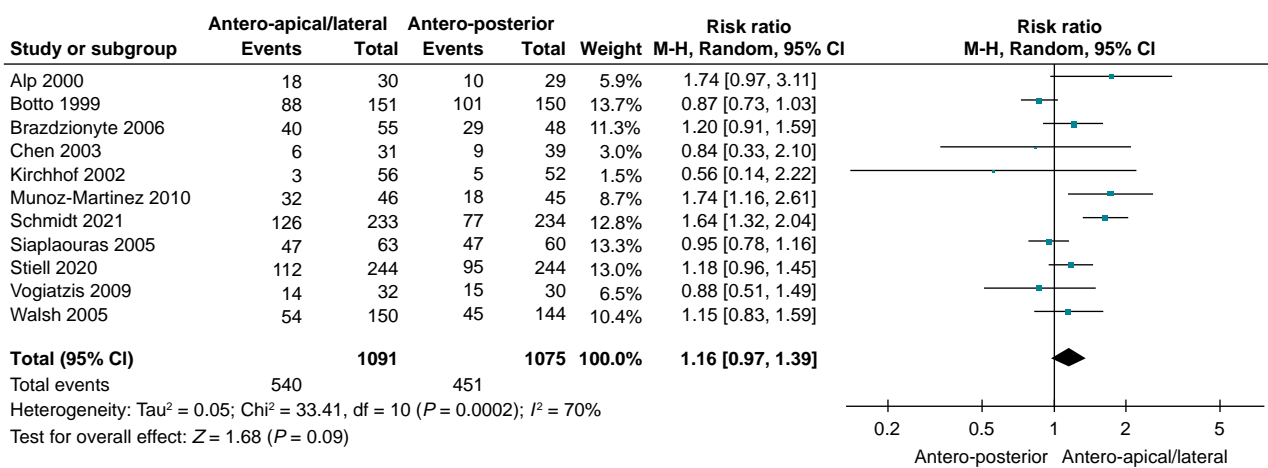 Antero-apical/lateral Antero-posterior Risk ratio Risk ratio
Study or subgroup Events Total Events Total Weight M-H, Random, 95% CI M-H, Random, 95% CI
Alp 2000 18 30 10 29 5.9% 1.74 [0.97, 3.11]
Botto 1999 88 151 101 150 13.7% 0.87 [0.73, 1.03]
Brazdzionyte 2006 40 55 29 48 11.3% 1.20 [0.91, 1.59]
Chen 2003 6 31 9 39 3.0% 0.84 [0.33, 2.10]
Kirchhof 2002 3 56 5 52 1.5% 0.56 [0.14, 2.22]
Munoz-Martinez 2010 32 46 18 45 8.7% 1.74 [1.16, 2.61]
Schmidt 2021 126 233 77 234 12.8% 1.64 [1.32, 2.04]
Siaplaouras 2005 47 63 47 60 13.3% 0.95 [0.78, 1.16]
Stiell 2020 112 244 95 244 13.0% 1.18 [0.96, 1.45]
Vogiatzis 2009 14 32 15 30 6.5% 0.88 [0.51, 1.49]
Walsh 2005 54 150 45 144 10.4% 1.15 [0.83, 1.59]
Total (95% CI) 1091 1075 100.0% 1.16 [0.97, 1.39]
Total events 540 451
Heterogeneity: Tau² = 0.05; Chi² = 33.41, df = 10 (P = 0.0002); I² = 70%
Test for overall effect: Z = 1.68 (P = 0.09)
0.2 0.5 1 2 5
Antero-posterior Antero-apical/lateral